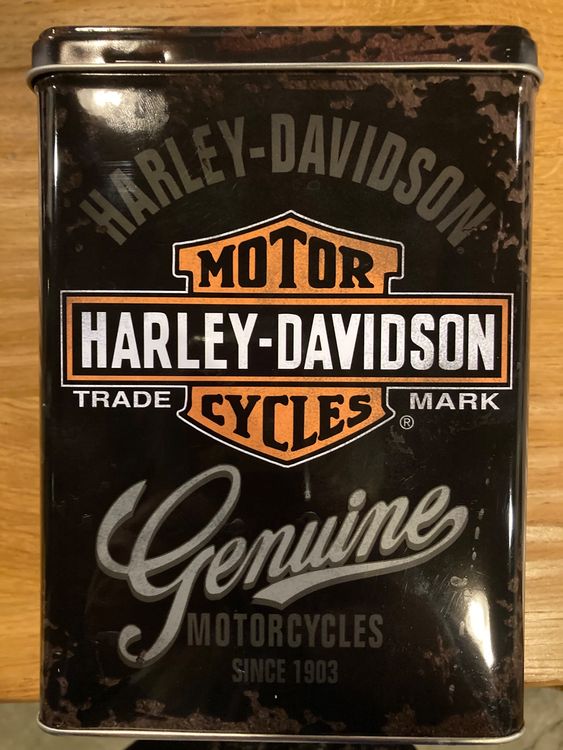 HARLEY-DAVIDSON
MOTOR
HARLEY-DAVIDSON
TRADE MARK
CYCLES ®
Genuine
MOTORCYCLES
SINCE 1903